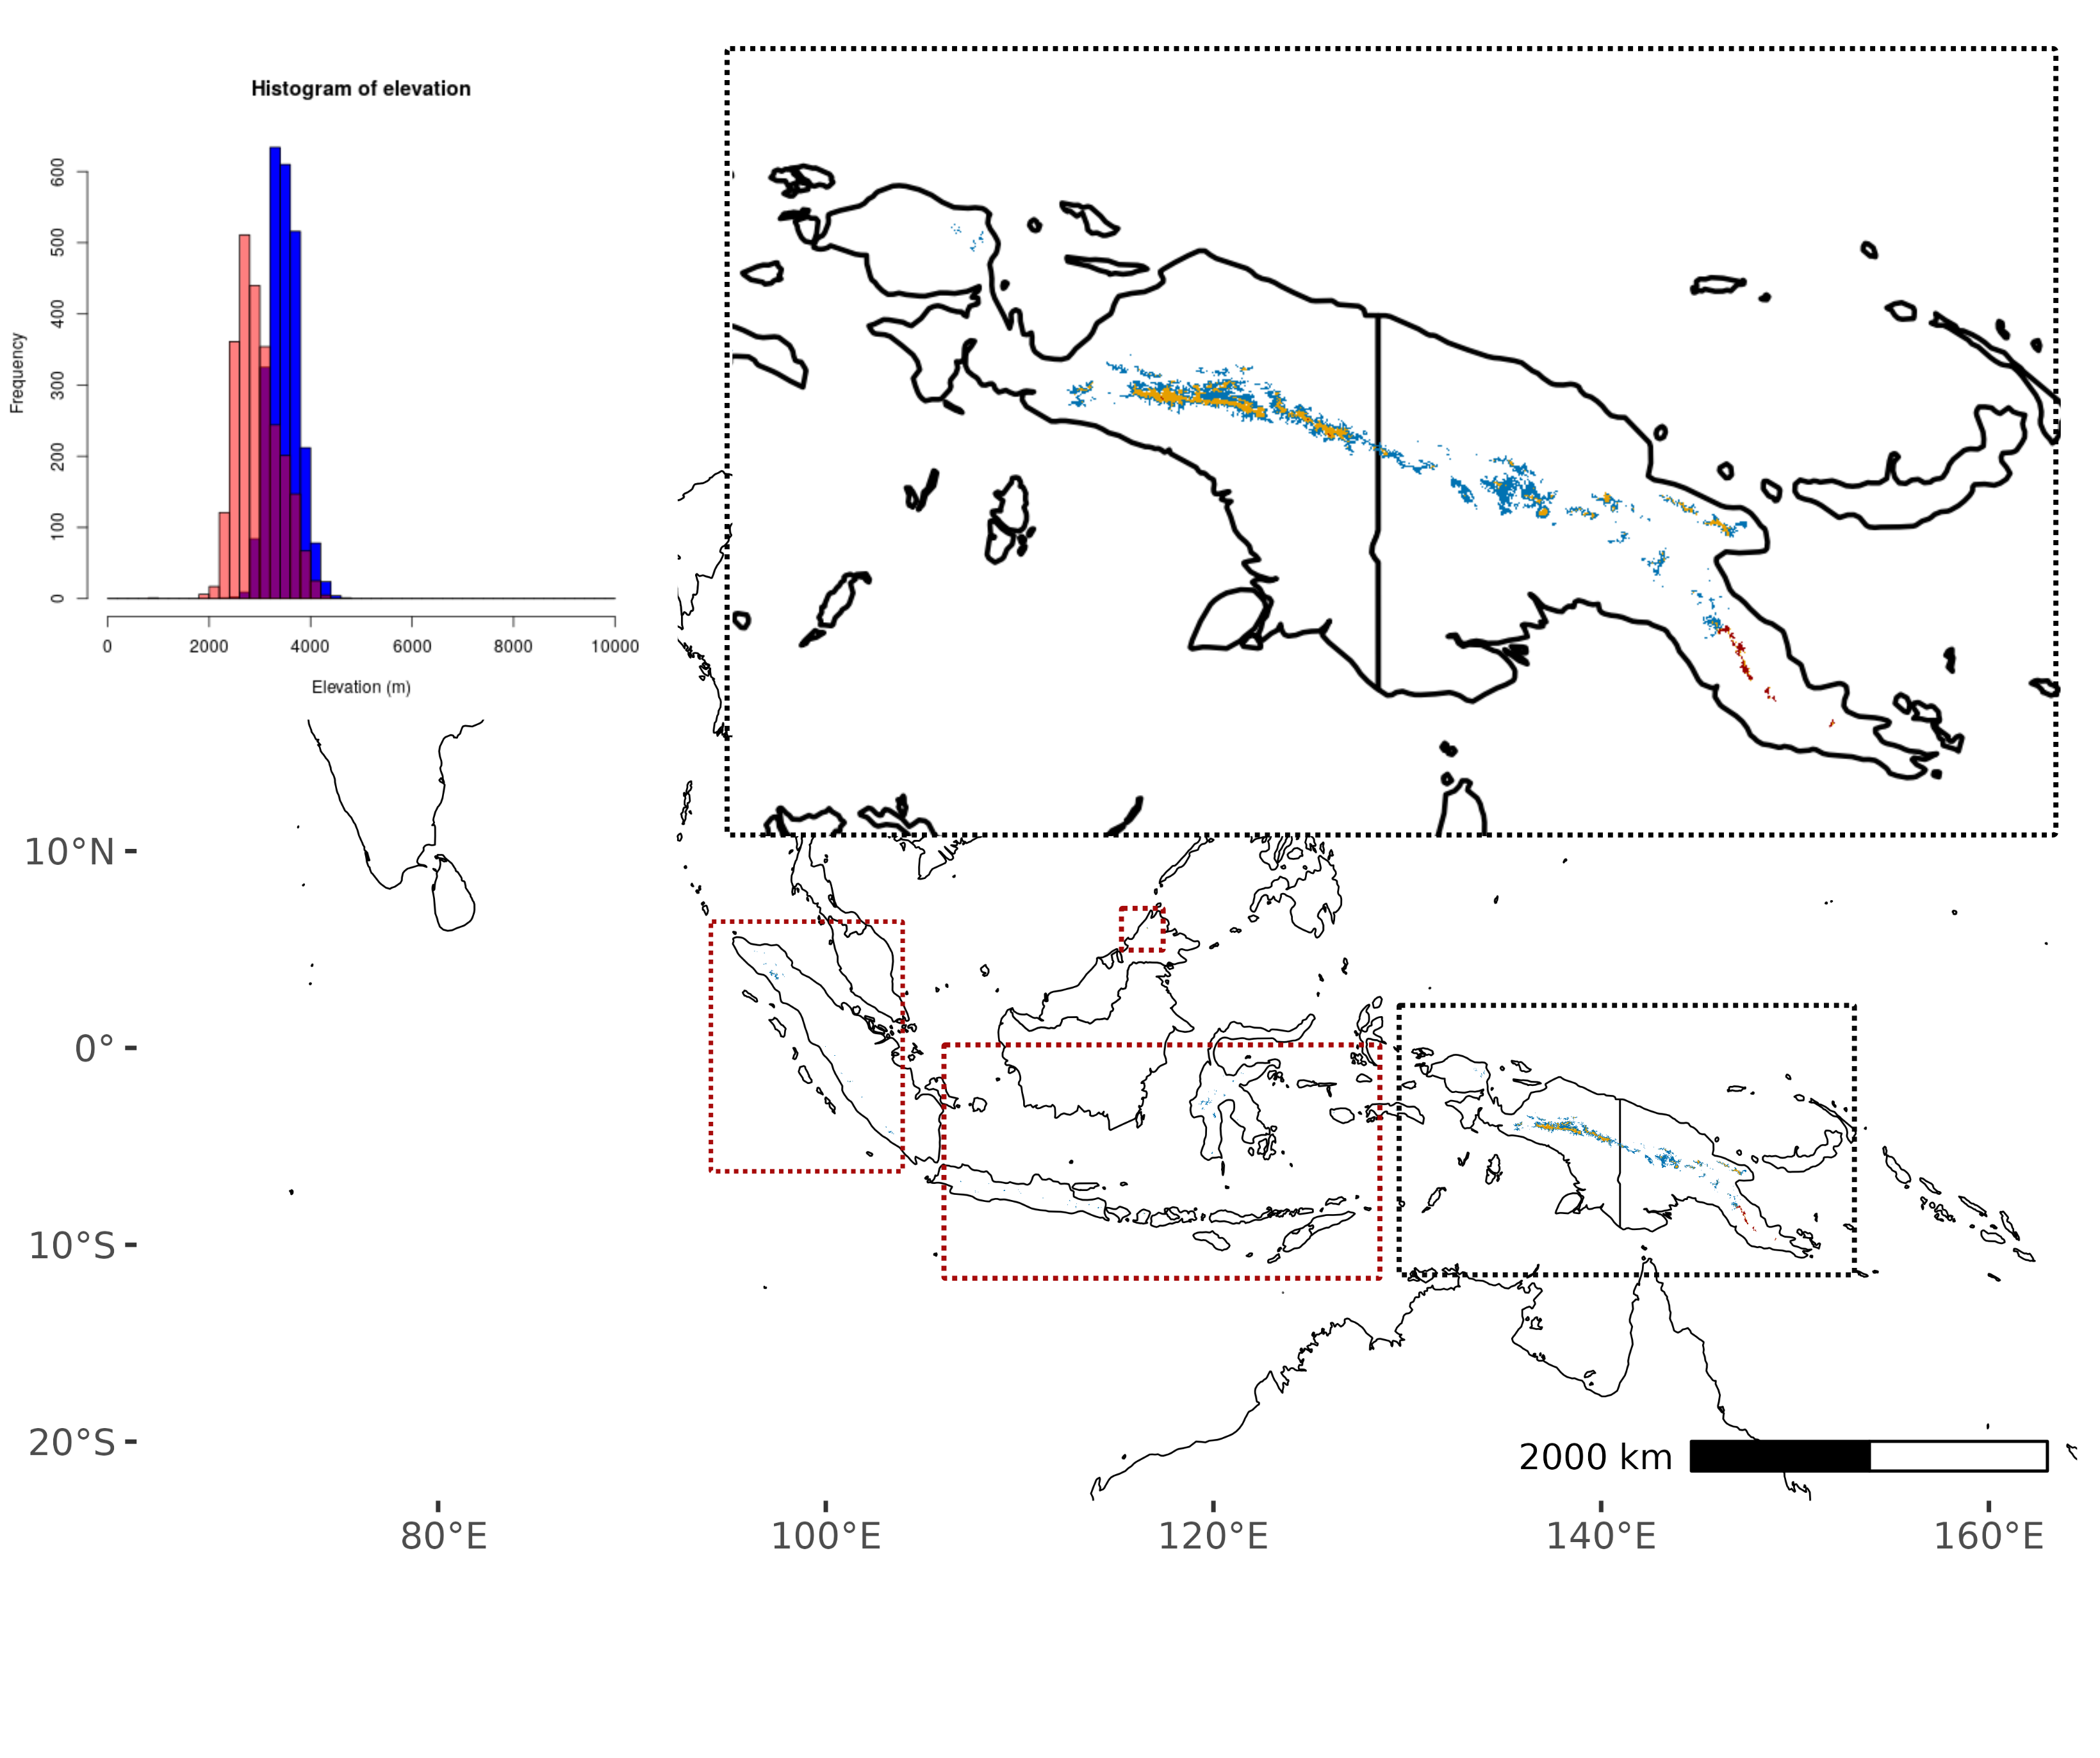 Histogram of elevation
Frequency
0
100
200
300
400
500
600
0
2000
4000
6000
8000
10000
Elevation (m)
10°N
0°
10°S
20°S
2000 km
80°E
100°E
120°E
140°E
160°E